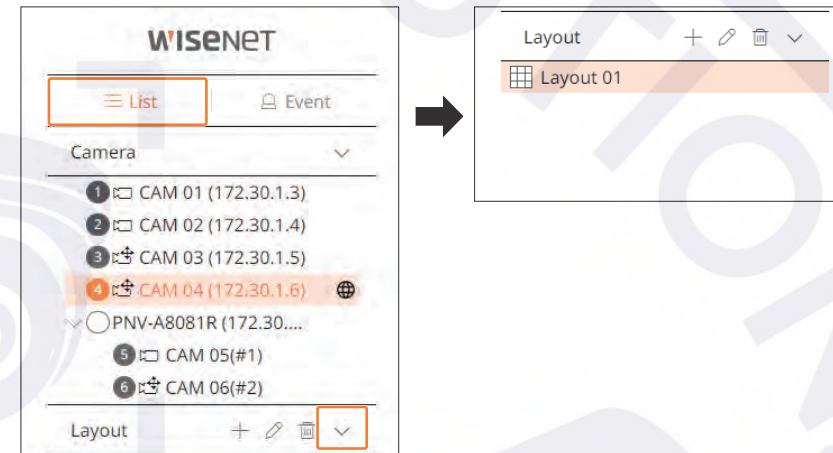 WISENET
List
Event
Camera
1 CAM 01 (172.30.1.3)
2 CAM 02 (172.30.1.4)
3 CAM 03 (172.30.1.5)
4 CAM 04 (172.30.1.6)
PNV-A8081R (172.30....
5 CAM 05(#1)
6 CAM 06(#2)
Layout
Layout
Layout 01